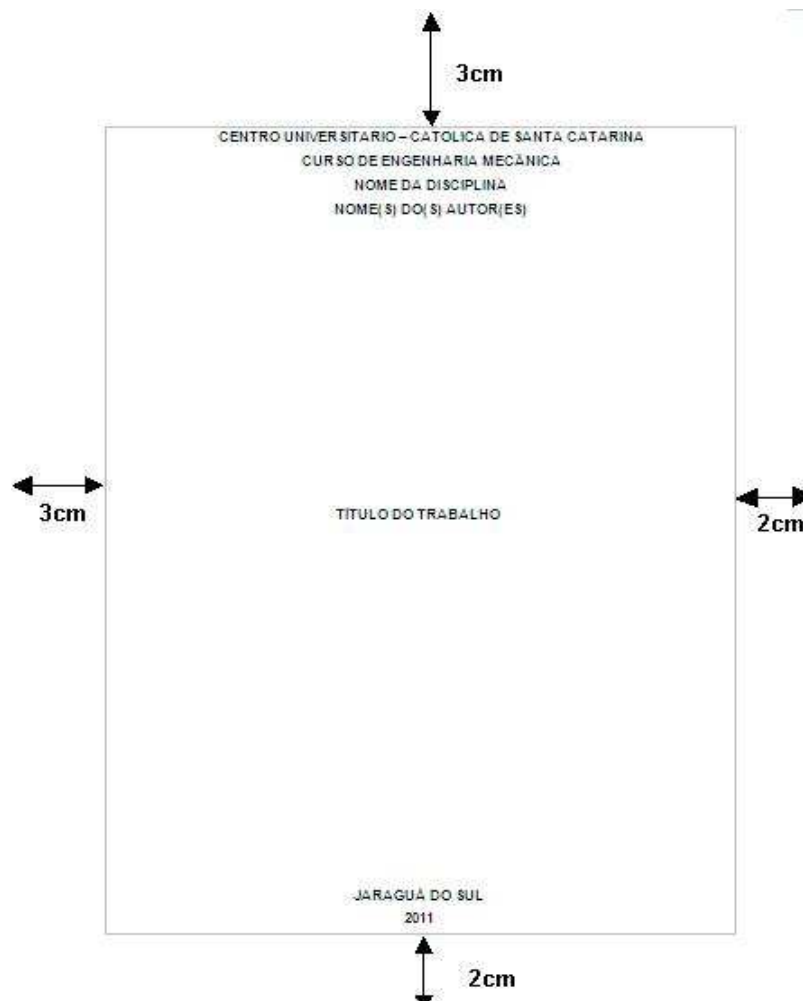 3cm
CENTRO UNIVERSITARIO – CATOLICA DE SANTA CATARINA
CURSO DE ENGENHARIA MECÂNICA
NOME DA DISCIPLINA
NOME(S) DO(S) AUTOR(ES)
3cm
TÍTULO DO TRABALHO
2cm
JARAGUÁ DO SUL
2011
2cm